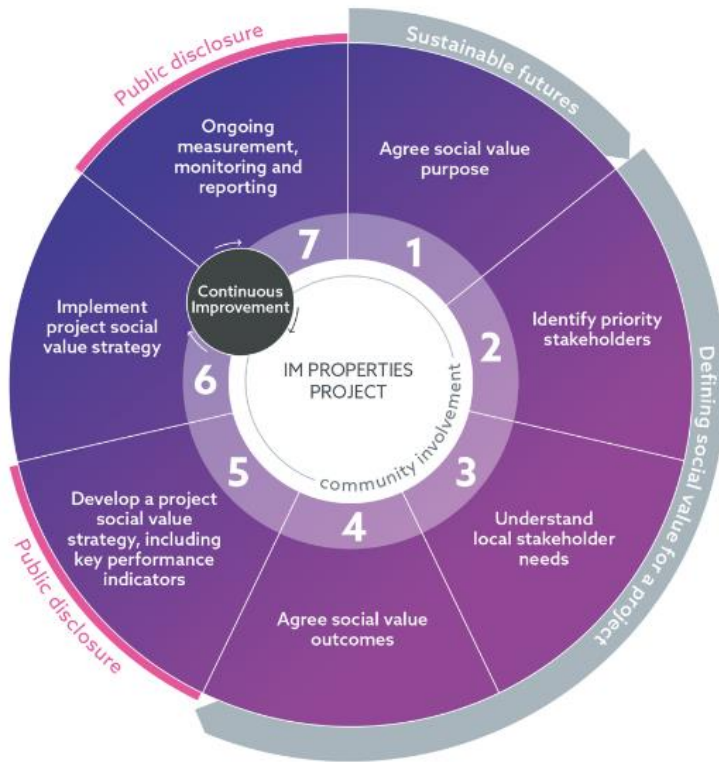 Public disclosure
Sustainable futures
Ongoing
measurement,
monitoring and
reporting
Agree social value
purpose
7
1
Continuous
Improvement
Implement
project social
value strategy
Identify priority
stakeholders
6
2
IM PROPERTIES
PROJECT
community involvement
Defining social value for a project
5
3
4
Develop a project
social value
strategy, including
key performance
indicators
Understand
local stakeholder
needs
Agree social value
outcomes
Public disclosure